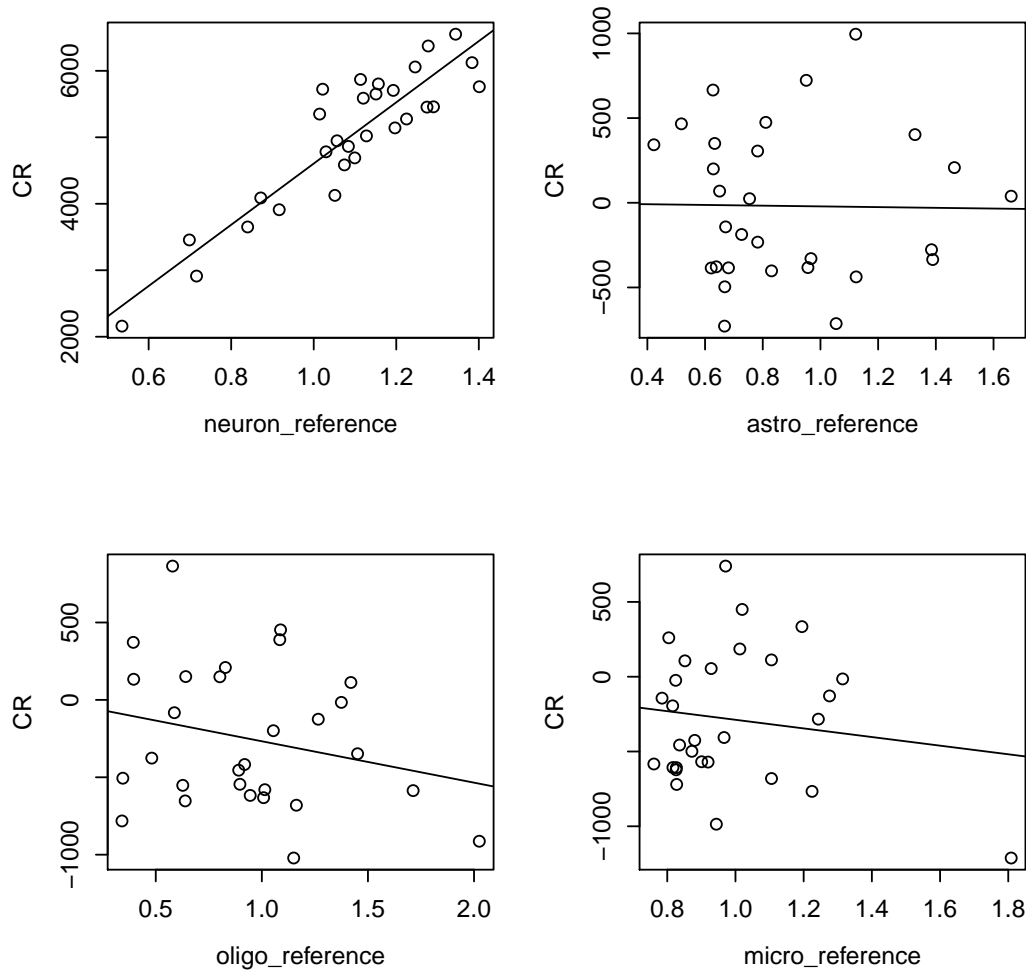 CR
6000
4000
2000
0.6 0.8 1.0 1.2 1.4
neuron_reference
CR
1000
500
0
−500
0.4 0.6 0.8 1.0 1.2 1.4 1.6
astro_reference
CR
500
0
−1000
0.5 1.0 1.5 2.0
oligo_reference
CR
500
0
−1000
0.8 1.0 1.2 1.4 1.6 1.8
micro_reference